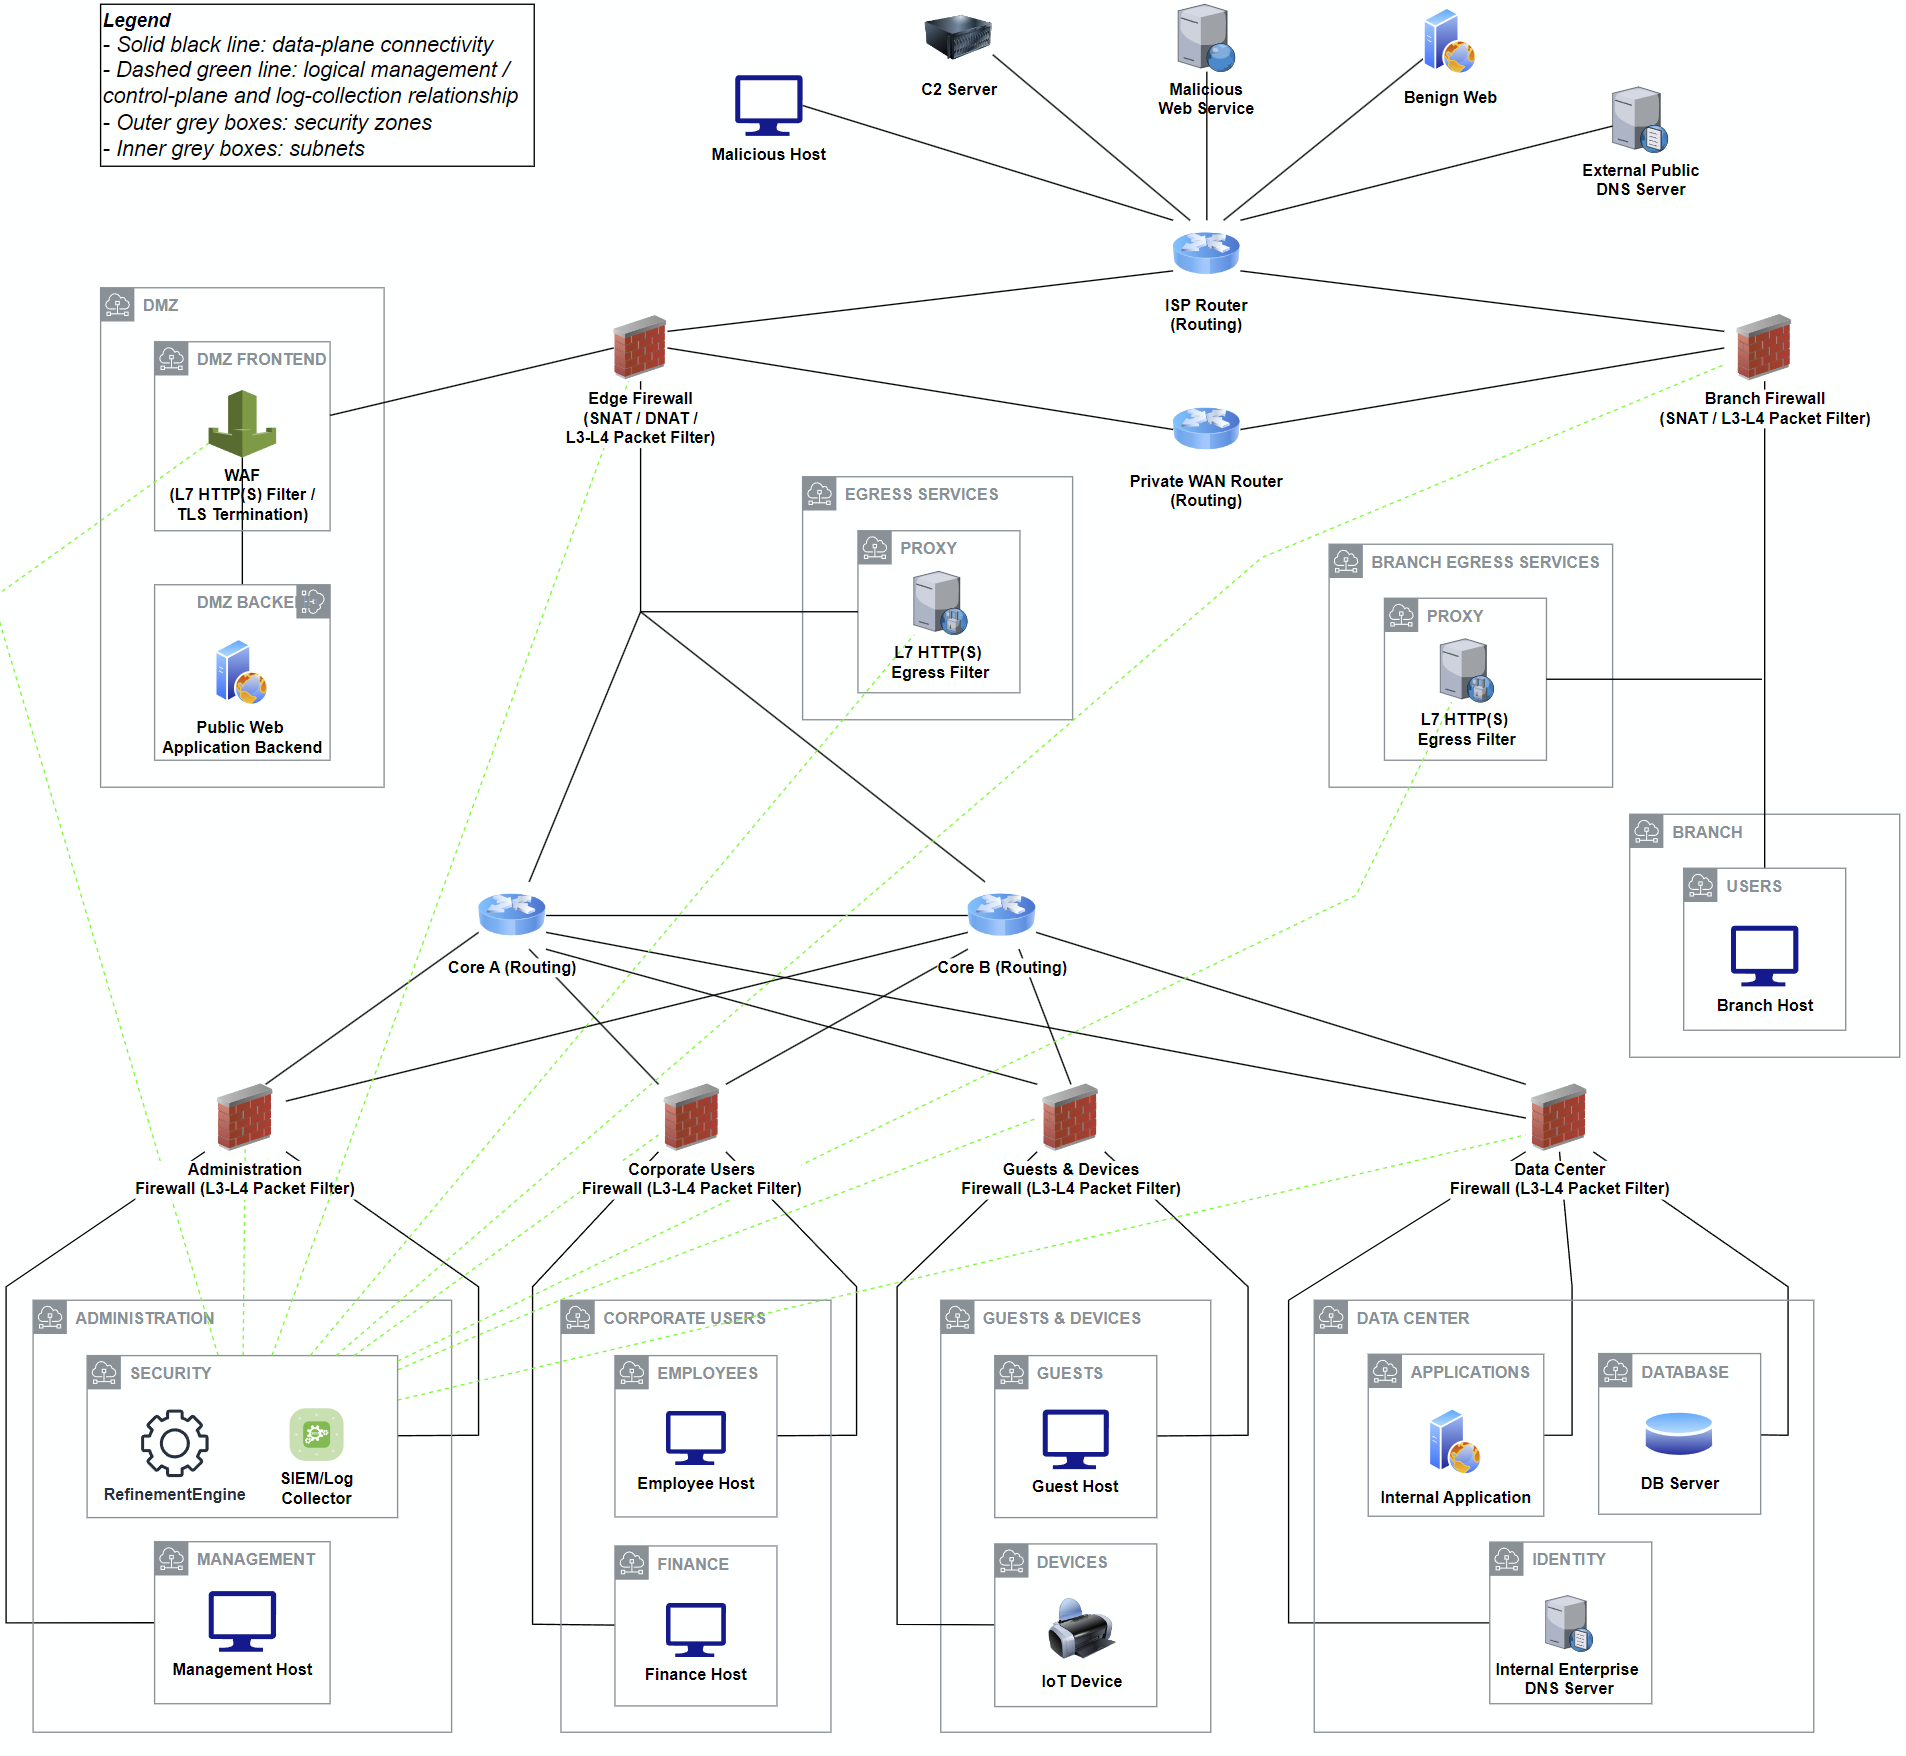 Legend
- Solid black line: data-plane connectivity
- Dashed green line: logical management /
control-plane and log-collection relationship
- Outer grey boxes: security zones
- Inner grey boxes: subnets
C2 Server
Malicious
Web Service
Benign Web
Malicious Host
External Public
DNS Server
ISP Router
(Routing)
DMZ
DMZ FRONTEND
WAF
(L7 HTTP(S) Filter /
TLS Termination)
DMZ BACKE
Public Web
Application Backend
Edge Firewall
(SNAT / DNAT /
L3-L4 Packet Filter)
Private WAN Router
(Routing)
Branch Firewall
(SNAT / L3-L4 Packet Filter)
EGRESS SERVICES
PROXY
L7 HTTP(S)
Egress Filter
BRANCH EGRESS SERVICES
PROXY
L7 HTTP(S)
Egress Filter
BRANCH
USERS
Branch Host
Core A (Routing)
Core B (Routing)
Administration
Firewall (L3-L4 Packet Filter)
Corporate Users
Firewall (L3-L4 Packet Filter)
Guests & Devices
Firewall (L3-L4 Packet Filter)
Data Center
Firewall (L3-L4 Packet Filter)
ADMINISTRATION
SECURITY
RefinementEngine
SIEM/Log
Collector
MANAGEMENT
Management Host
CORPORATE USERS
EMPLOYEES
Employee Host
FINANCE
Finance Host
GUESTS & DEVICES
GUESTS
Guest Host
DEVICES
IoT Device
DATA CENTER
APPLICATIONS
Internal Application
DATABASE
DB Server
IDENTITY
Internal Enterprise
DNS Server